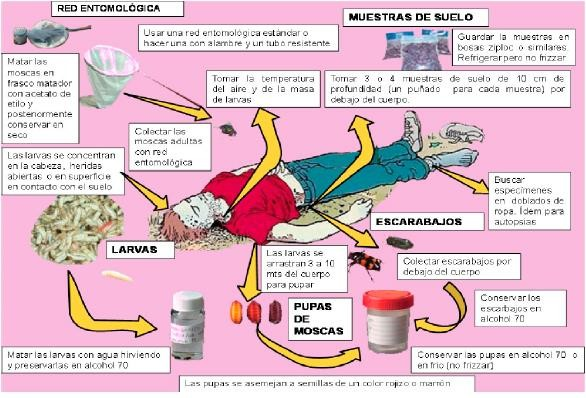 RED ENTOMOLÓGICA
MUESTRAS DE SUELO
Usar una red entomológica estándar o
hacer una con alambre y un tubo resistente
Guardar la muestras en
bosas ziploc o similares.
Refrigerar pero no frizzar
Matar las
moscas en
frasco matador
con acetato de
etilo y
posteriormente
conservar en
seco
Tomar la temperatura
del aire y de la masa
de larvas
Tomar 3 o 4 muestras de suelo de 10 cm de
profundidad (un puñado para cada muestra) por
debajo del cuerpo.
Colectar las
moscas adultas
con red
entomológica
Las larvas se concentran
en la cabeza, heridas
abiertas o en superficie
en contacto con el suelo
Buscar
especímenes
en doblados de
ropa. Ídem para
autopsias
ESCARABAJOS
LARVAS
Las larvas se
arrastran 3 a 10
mts del cuerpo
para pupar
Colectar escarabajos por
debajo del cuerpo
PUPAS
DE
MOSCAS
Conservar los
escarbajos en
alcohol 70
Matar las larvas con agua hirviendo
y preservarlas en alcohol 70
Conservar las pupas en alcohol 70 o
en frio (no frizzar)
Las pupas se asemejan a semillas de un color rojizo o marrón